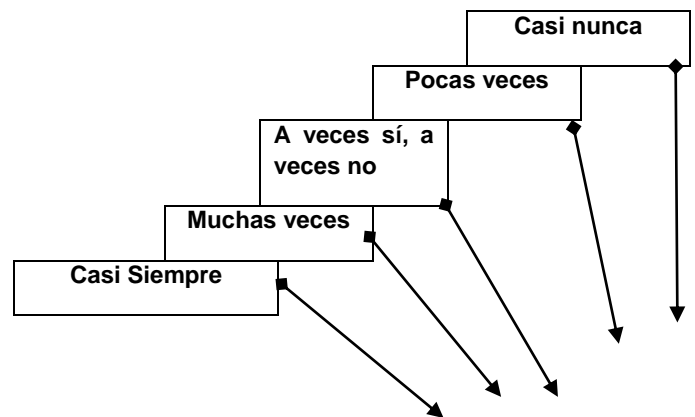 Casi nunca
Pocas veces
A veces sí, a
veces no
Muchas veces
Casi Siempre